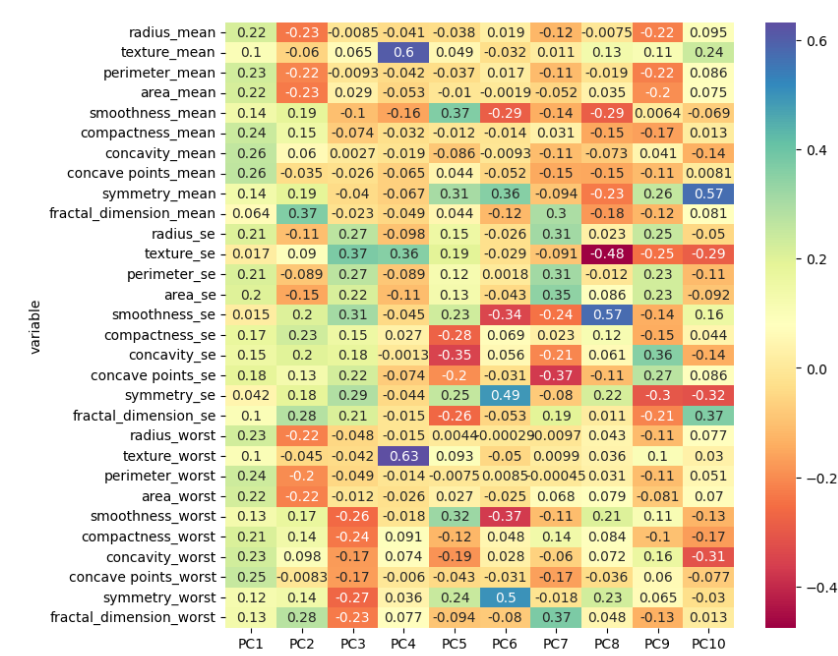 radius_mean 0.22 -0.23 -0.0085 -0.041 -0.038 0.019 -0.12 -0.0075 -0.22 0.095
texture_mean 0.1 -0.06 0.065 0.6 0.049 -0.032 0.011 0.13 0.11 0.24
perimeter_mean 0.23 -0.22 -0.0093 -0.042 -0.037 0.017 -0.11 -0.019 -0.22 0.086
area_mean 0.22 -0.23 0.029 -0.053 -0.01 -0.0019 -0.052 0.035 -0.2 0.075
smoothness_mean 0.14 0.19 -0.1 -0.16 0.37 -0.29 -0.14 -0.29 0.0064 -0.069
compactness_mean 0.24 0.15 -0.074 -0.032 -0.012 -0.014 0.031 -0.15 -0.17 0.013
concavity_mean 0.26 0.06 0.0027 -0.019 -0.086 -0.0093 -0.11 -0.073 0.041 -0.14
concave points_mean 0.26 -0.035 -0.026 -0.065 0.044 -0.052 -0.15 -0.15 -0.11 0.0081
symmetry_mean 0.14 0.19 -0.04 -0.067 0.31 0.36 -0.094 -0.23 0.26 0.57
fractal_dimension_mean 0.064 0.37 -0.023 -0.049 0.044 -0.12 0.3 -0.18 -0.12 0.081
radius_se 0.21 -0.11 0.27 -0.098 0.15 -0.026 0.31 0.023 0.25 -0.05
texture_se 0.017 0.09 0.37 0.36 0.19 -0.029 -0.091 -0.48 -0.25 -0.29
perimeter_se 0.21 -0.089 0.27 -0.089 0.12 0.0018 0.31 -0.012 0.23 -0.11
area_se 0.2 -0.15 0.22 -0.11 0.13 -0.043 0.35 0.086 0.23 -0.092
smoothness_se 0.015 0.2 0.31 -0.045 0.23 -0.34 -0.24 0.57 -0.14 0.16
compactness_se 0.17 0.23 0.15 0.027 -0.28 0.069 0.023 0.12 -0.15 0.044
concavity_se 0.15 0.2 0.18 -0.0013 -0.35 0.056 -0.21 0.061 0.36 -0.14
concave points_se 0.18 0.13 0.22 -0.074 -0.2 -0.031 -0.37 -0.11 0.27 0.086
symmetry_se 0.042 0.18 0.29 -0.044 0.25 0.49 -0.08 0.22 -0.3 -0.32
fractal_dimension_se 0.1 0.28 0.21 -0.015 -0.26 -0.053 0.19 0.011 -0.21 0.37
radius_worst 0.23 -0.22 -0.048 -0.015 0.0044 -0.00029 0.0097 0.043 -0.11 0.077
texture_worst 0.1 -0.045 -0.042 0.63 0.093 -0.05 0.0099 0.036 0.1 0.03
perimeter_worst 0.24 -0.2 -0.049 -0.014 -0.0075 0.0085 -0.00045 0.031 -0.11 0.051
area_worst 0.22 -0.22 -0.012 -0.026 0.027 -0.025 0.068 0.079 -0.081 0.07
smoothness_worst 0.13 0.17 -0.26 -0.018 0.32 -0.37 -0.11 0.21 0.11 -0.13
compactness_worst 0.21 0.14 -0.24 0.091 -0.12 0.048 0.14 0.084 -0.1 -0.17
concavity_worst 0.23 0.098 -0.17 0.074 -0.19 0.028 -0.06 0.072 0.16 -0.31
concave points_worst 0.25 -0.0083 -0.17 -0.006 -0.043 -0.031 -0.17 -0.036 0.06 -0.077
symmetry_worst 0.12 0.14 -0.27 0.036 0.24 0.5 -0.018 0.23 0.065 -0.03
fractal_dimension_worst 0.13 0.28 -0.23 0.077 -0.094 -0.08 0.37 0.048 -0.13 0.013
PC1 PC2 PC3 PC4 PC5 PC6 PC7 PC8 PC9 PC10
variable
0.6
0.4
0.2
0.0
−0.2
−0.4